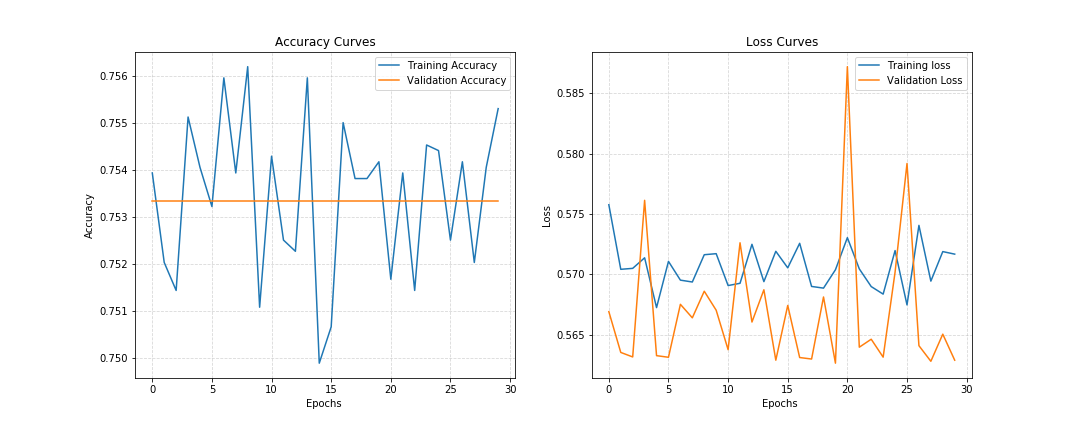 Accuracy Curves
Training Accuracy
Validation Accuracy
0.756
0.755
0.754
0.753
0.752
0.751
0.750
Accuracy
0 5 10 15 20 25 30
Epochs
Loss Curves
Training loss
Validation Loss
0.585
0.580
0.575
0.570
0.565
Loss
0 5 10 15 20 25 30
Epochs